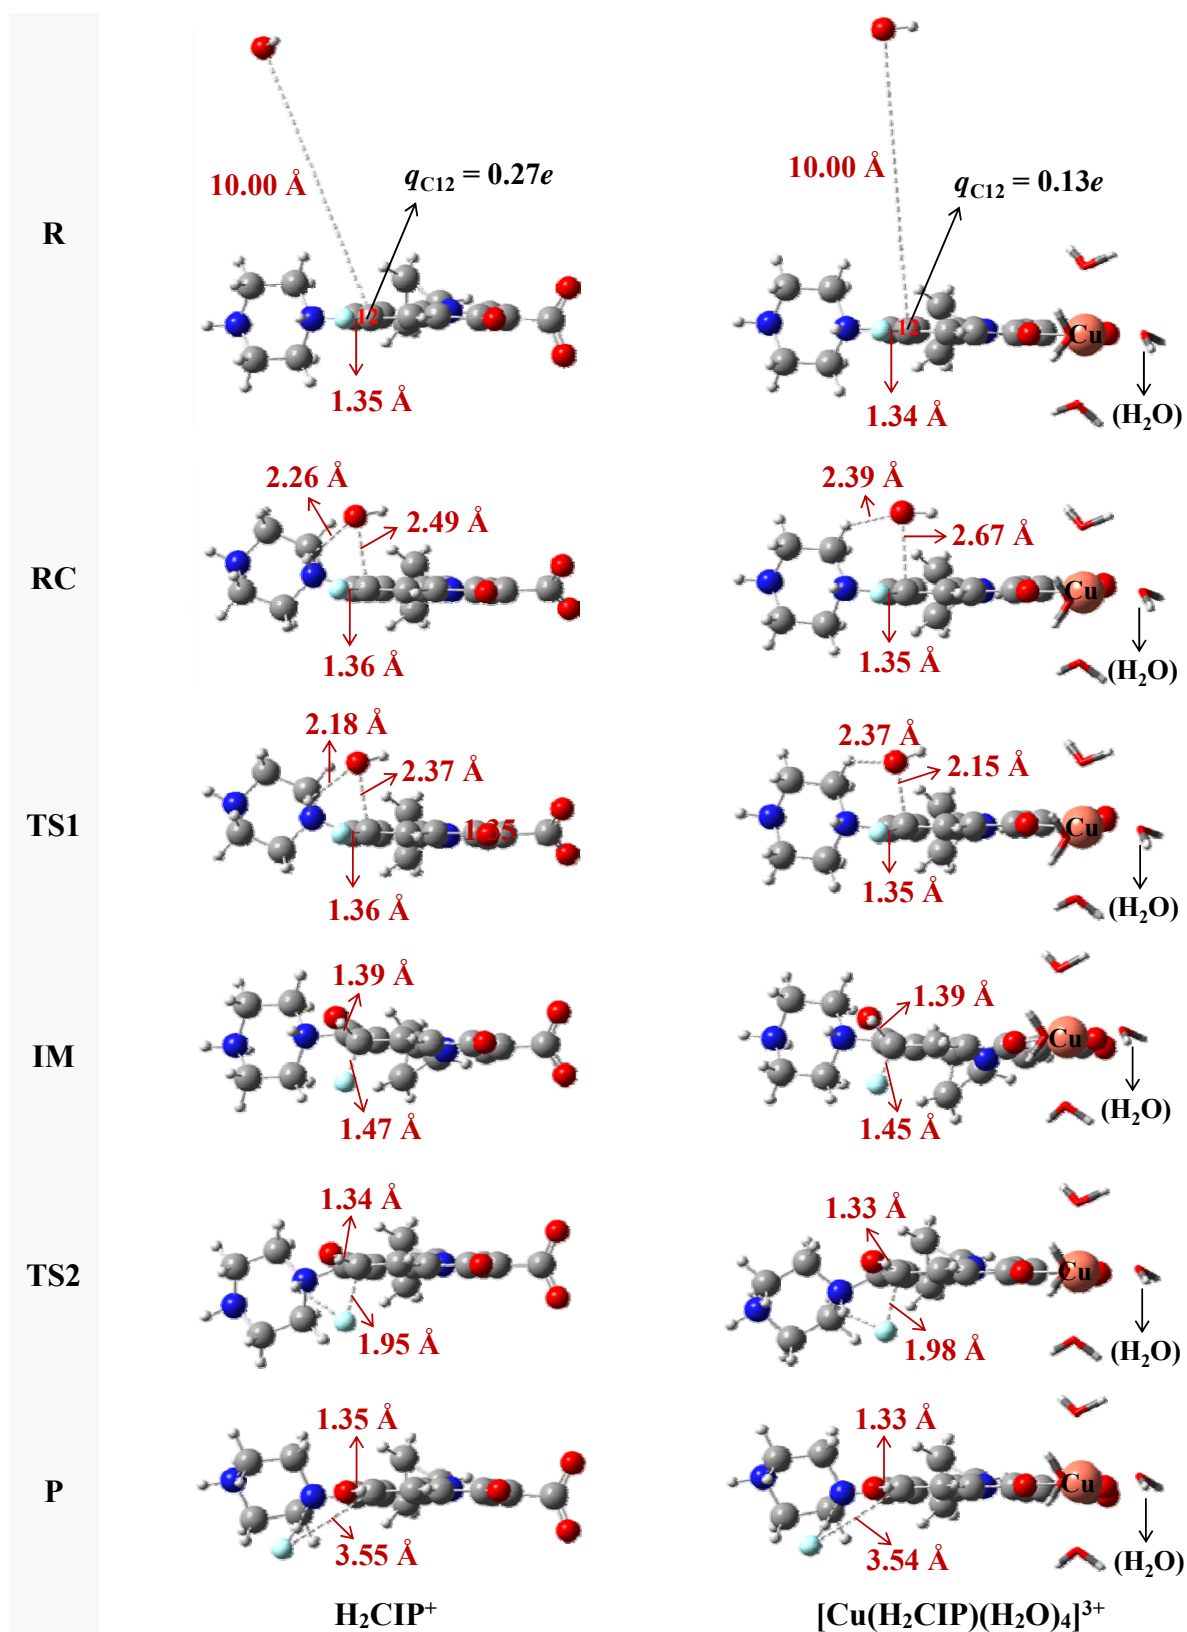 10.00 Å
q_C12 = 0.27e
10.00 Å
q_C12 = 0.13e
R
12
12
Cu
1.35 Å
1.34 Å
(H₂O)
2.26 Å
2.39 Å
2.49 Å
2.67 Å
RC
Cu
1.36 Å
1.35 Å
(H₂O)
2.18 Å
2.37 Å
2.37 Å
2.15 Å
TS1
1.35
Cu
1.36 Å
1.35 Å
(H₂O)
1.39 Å
1.39 Å
IM
Cu
1.47 Å
1.45 Å
(H₂O)
1.34 Å
1.33 Å
TS2
Cu
1.95 Å
1.98 Å
(H₂O)
1.35 Å
1.33 Å
P
Cu
3.55 Å
3.54 Å
(H₂O)
H₂CIP⁺
[Cu(H₂CIP)(H₂O)₄]³⁺